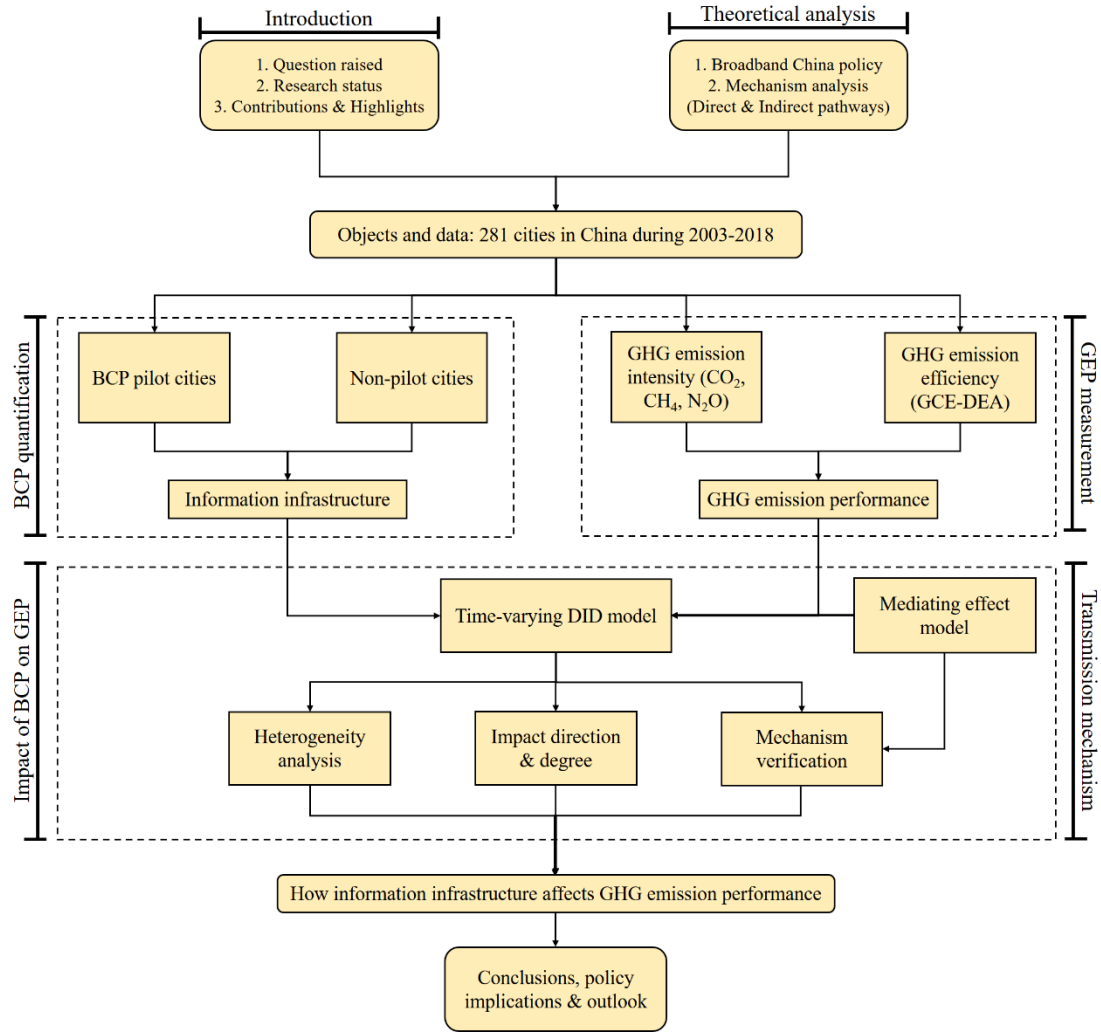 Introduction
Theoretical analysis
1. Question raised
2. Research status
3. Contributions & Highlights
1. Broadband China policy
2. Mechanism analysis
(Direct & Indirect pathways)
Objects and data: 281 cities in China during 2003-2018
BCP quantification
BCP pilot cities
Non-pilot cities
GHG emission
intensity (CO₂,
CH₄, N₂O)
GHG emission
efficiency
(GCE-DEA)
GEP measurement
Information infrastructure
GHG emission performance
Impact of BCP on GEP
Time-varying DID model
Mediating effect
model
Transmission mechanism
Heterogeneity
analysis
Impact direction
& degree
Mechanism
verification
How information infrastructure affects GHG emission performance
Conclusions, policy
implications & outlook